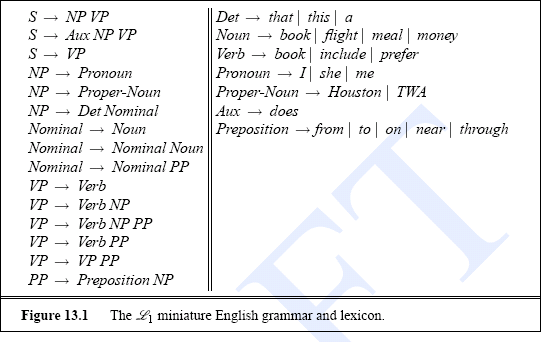 S → NP VP
S → Aux NP VP
S → VP
NP → Pronoun
NP → Proper-Noun
NP → Det Nominal
Nominal → Noun
Nominal → Nominal Noun
Nominal → Nominal PP
VP → Verb
VP → Verb NP
VP → Verb NP PP
VP → Verb PP
VP → VP PP
PP → Preposition NP
Det → that | this | a
Noun → book | flight | meal | money
Verb → book | include | prefer
Pronoun → I | she | me
Proper-Noun → Houston | TWA
Aux → does
Preposition → from | to | on | near | through
Figure 13.1 The ℒ1 miniature English grammar and lexicon.
FT